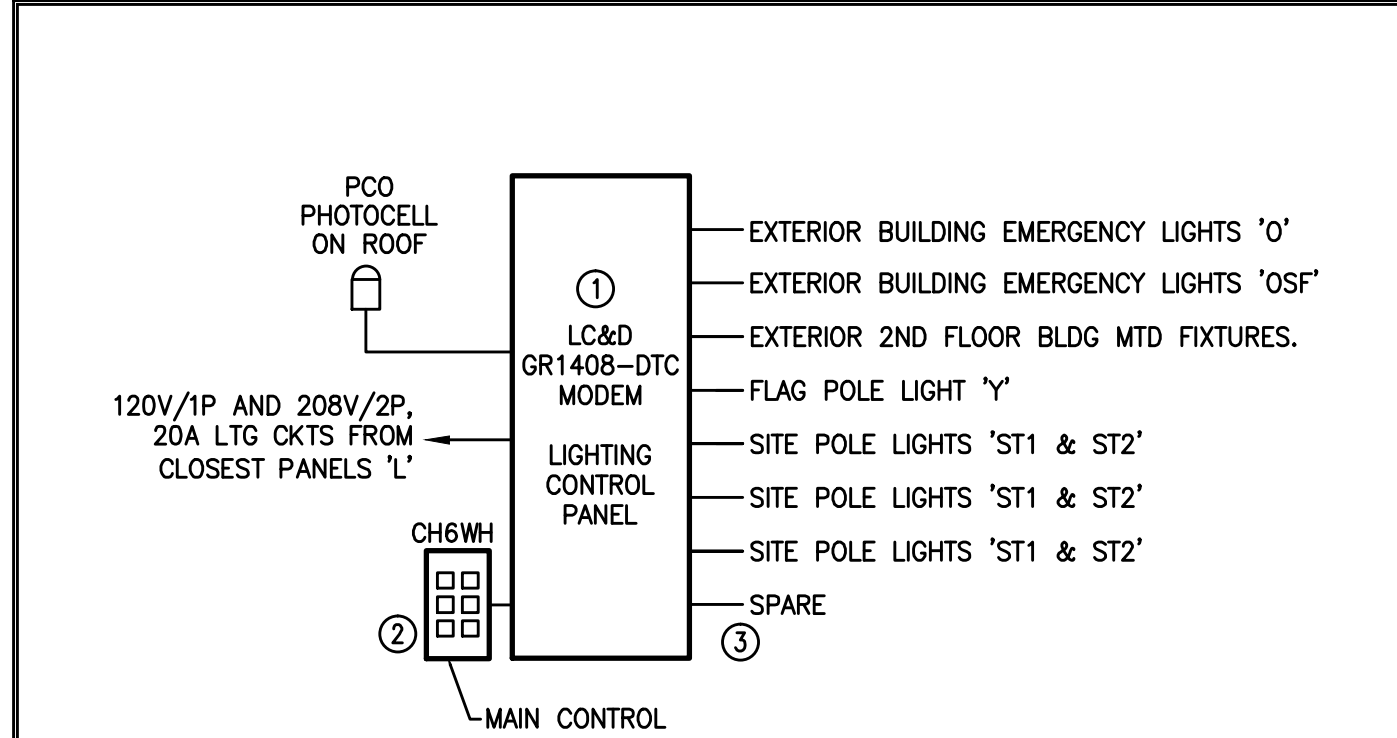 PCO
PHOTOCELL
ON ROOF
120V/1P AND 208V/2P,
20A LTG CKTS FROM
CLOSEST PANELS 'L'
CH6WH
2
MAIN CONTROL
1
LC&D
GR1408-DTC
MODEM
LIGHTING
CONTROL
PANEL
EXTERIOR BUILDING EMERGENCY LIGHTS 'O'
EXTERIOR BUILDING EMERGENCY LIGHTS 'OSF'
EXTERIOR 2ND FLOOR BLDG MTD FIXTURES.
FLAG POLE LIGHT 'Y'
SITE POLE LIGHTS 'ST1 & ST2'
SITE POLE LIGHTS 'ST1 & ST2'
SITE POLE LIGHTS 'ST1 & ST2'
SPARE
3